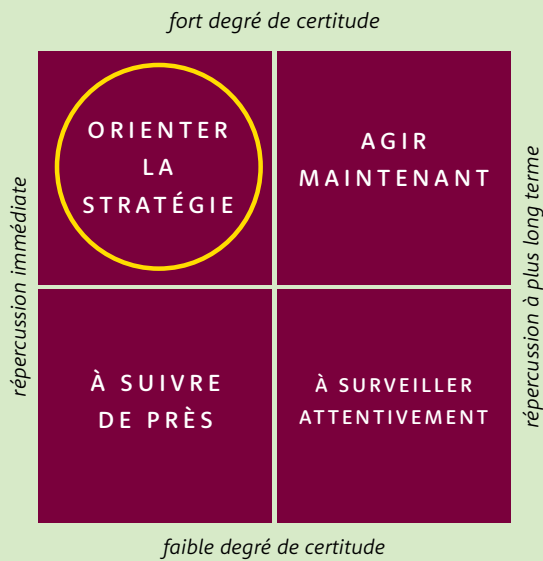 fort degré de certitude
ORIENTER
LA
STRATÉGIE
AGIR
MAINTENANT
répercussion immédiate
répercussion à plus long terme
À SUIVRE
DE PRÈS
À SURVEILLER
ATTENTIVEMENT
faible degré de certitude